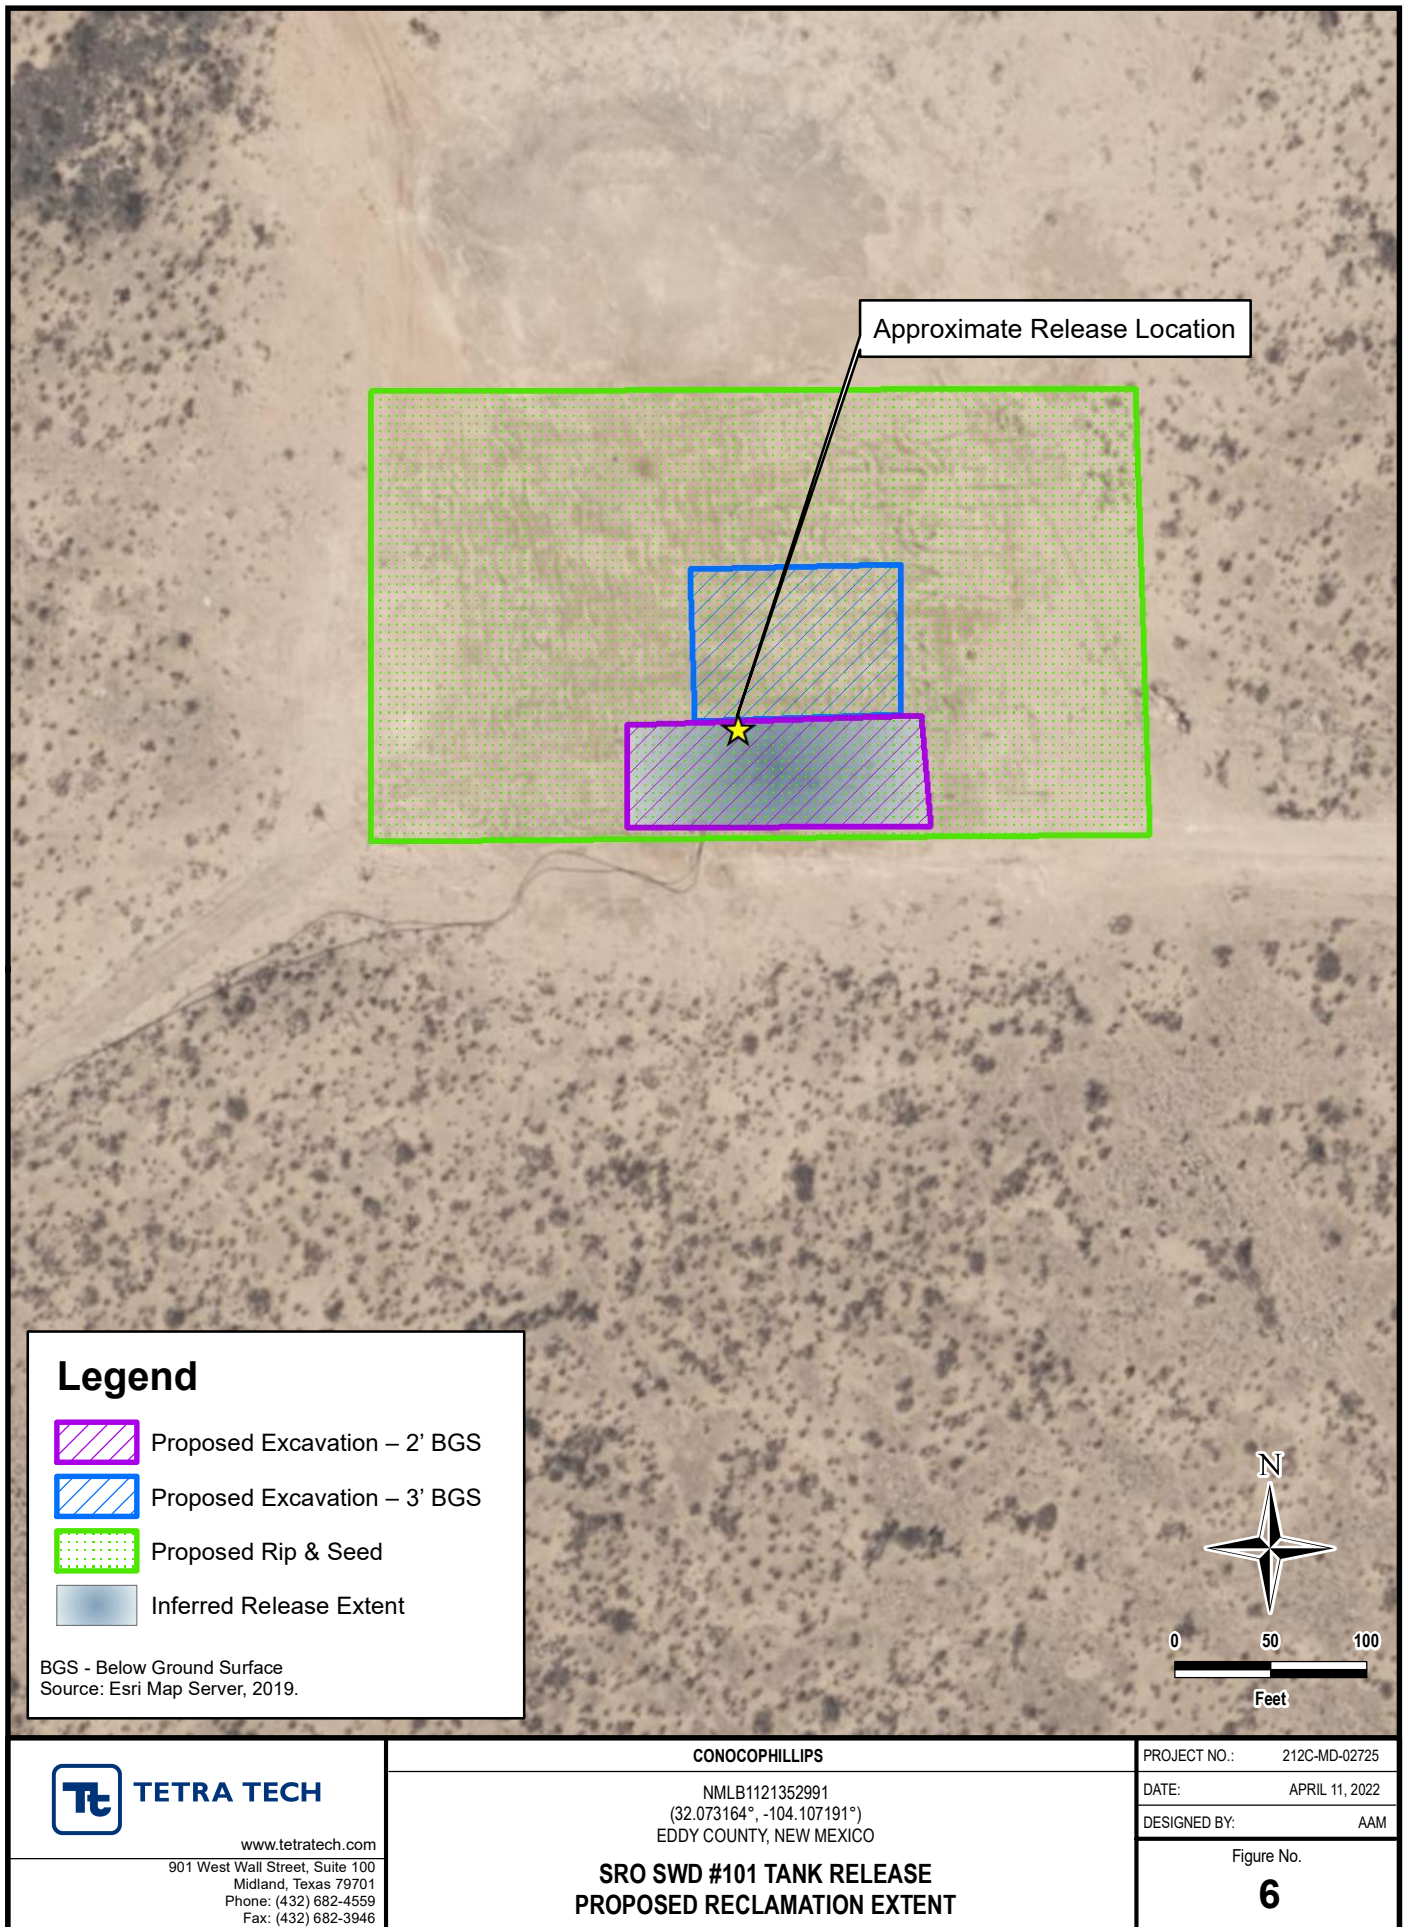 Approximate Release Location
Legend
Proposed Excavation – 2’ BGS
Proposed Excavation – 3’ BGS
Proposed Rip & Seed
Inferred Release Extent
BGS - Below Ground Surface
Source: Esri Map Server, 2019.
N
0 50 100
Feet
Tt TETRA TECH
www.tetratech.com
901 West Wall Street, Suite 100
Midland, Texas 79701
Phone: (432) 682-4559
Fax: (432) 682-3946
CONOCOPHILLIPS
NMLB1121352991
(32.073164°, -104.107191°)
EDDY COUNTY, NEW MEXICO
SRO SWD #101 TANK RELEASE
PROPOSED RECLAMATION EXTENT
PROJECT NO.: 212C-MD-02725
DATE: APRIL 11, 2022
DESIGNED BY: AAM
Figure No.
6